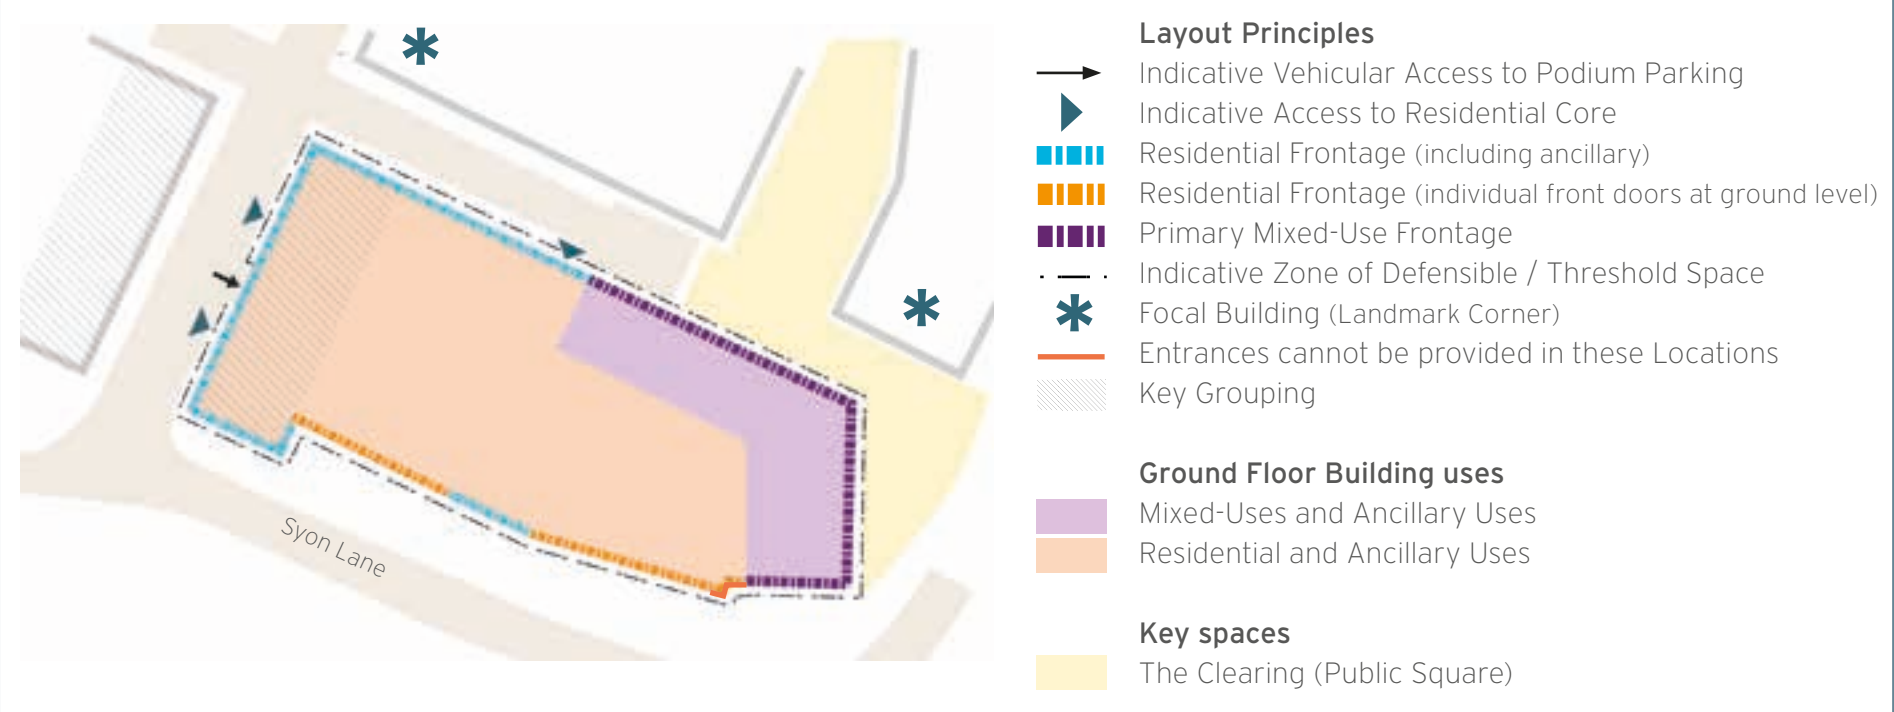 Syon Lane
Layout Principles
Indicative Vehicular Access to Podium Parking
Indicative Access to Residential Core
Residential Frontage (including ancillary)
Residential Frontage (individual front doors at ground level)
Primary Mixed-Use Frontage
Indicative Zone of Defensible / Threshold Space
Focal Building (Landmark Corner)
Entrances cannot be provided in these Locations
Key Grouping
Ground Floor Building uses
Mixed-Uses and Ancillary Uses
Residential and Ancillary Uses
Key spaces
The Clearing (Public Square)